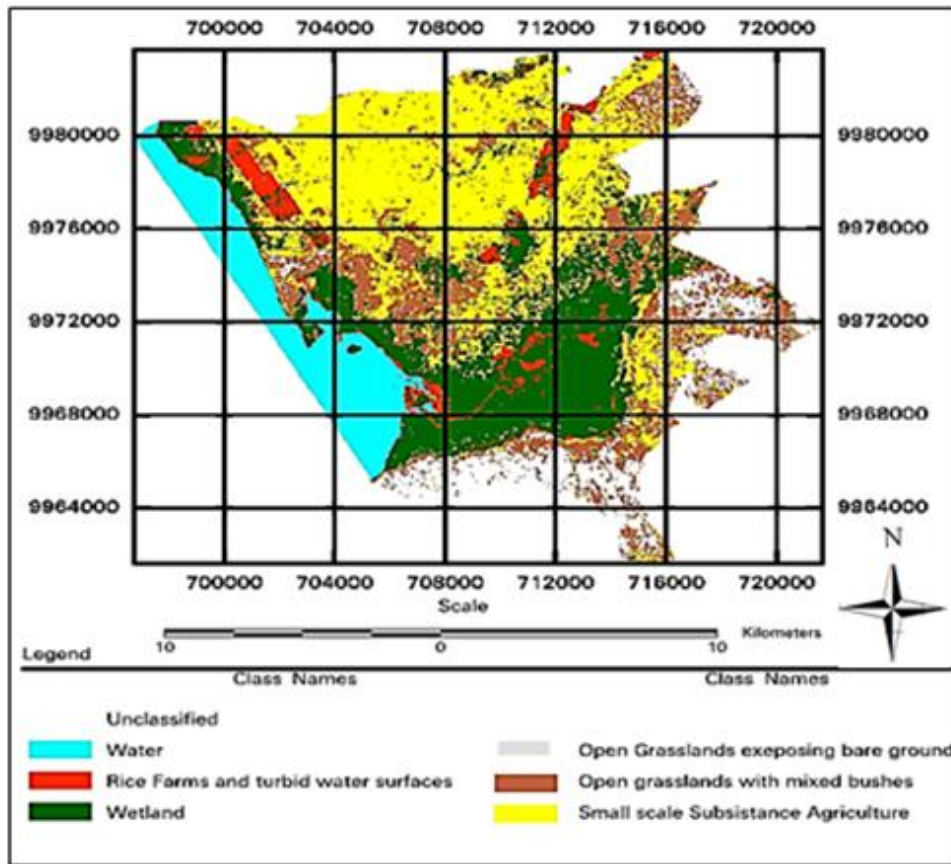 700000 704000 708000 712000 716000 720000
9980000 9980000
9976000 9976000
9972000 9972000
9968000 9968000
9964000 9964000
700000 704000 708000 712000 716000 720000
Scale
N
10 0 10 Kilometers
Legend
Class Names Class Names
Unclassified
Water Open Grasslands exeposing bare ground
Rice Farms and turbid water surfaces Open grasslands with mixed bushes
Wetland Small scale Subsistance Agriculture